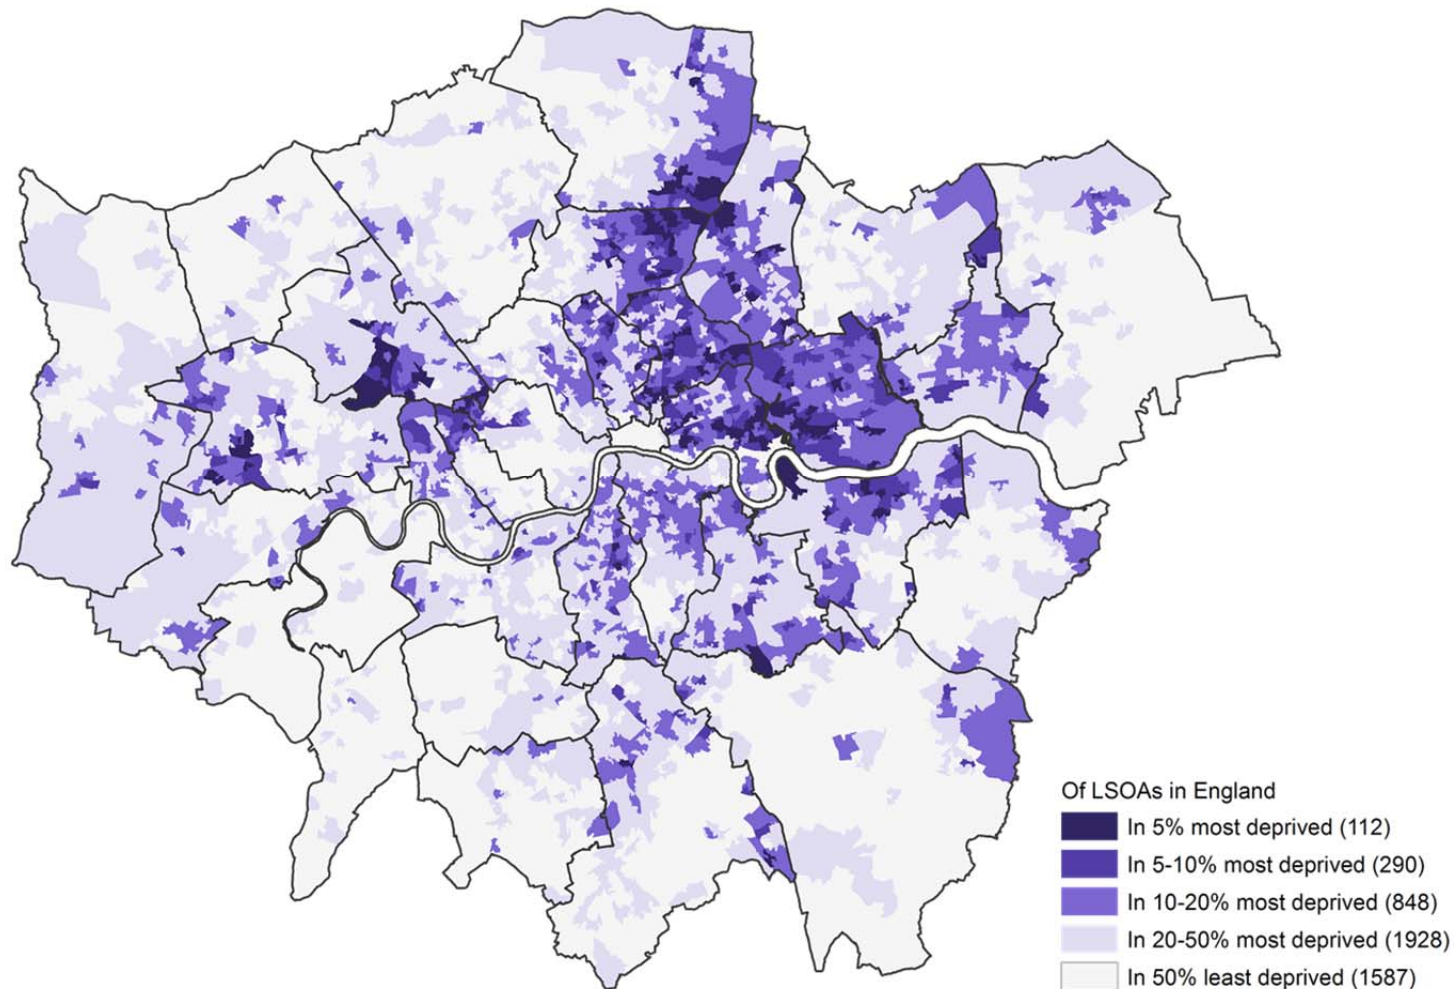 Of LSOAs in England
In 5% most deprived (112)
In 5-10% most deprived (290)
In 10-20% most deprived (848)
In 20-50% most deprived (1928)
In 50% least deprived (1587)